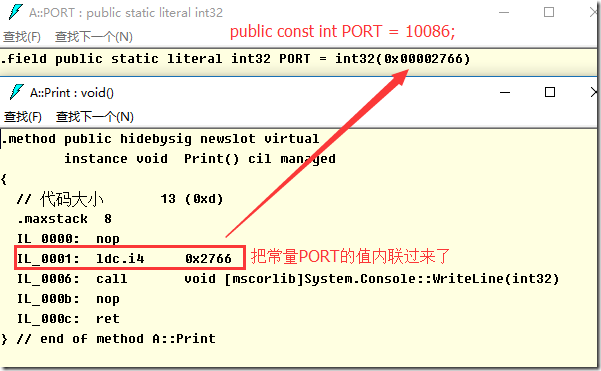 A::PORT : public static literal int32
查找(F) 查找下一个(N)
public const int PORT = 10086;
.field public static literal int32 PORT = int32(0x00002766)
A::Print : void()
查找(F) 查找下一个(N)
.method public hidebysig newslot virtual
instance void Print() cil managed
{
// 代码大小 13 (0xd)
.maxstack 8
IL_0000: nop
IL_0001: ldc.i4 0x2766
把常量PORT的值内联过来了
IL_0006: call void [mscorlib]System.Console::WriteLine(int32)
IL_000b: nop
IL_000c: ret
} // end of method A::Print